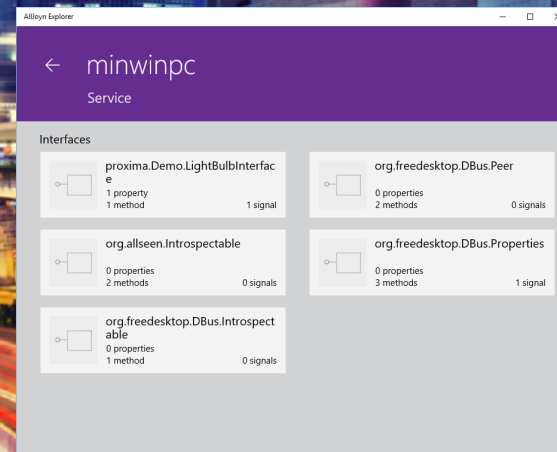 AllJoyn Explorer
minwinpc
Service
Interfaces
proxima.Demo.LightBulbInterfac
e
1 property
1 method 1 signal
org.freedesktop.DBus.Peer
0 properties
2 methods 0 signals
org.allseen.Introspectable
0 properties
2 methods 0 signals
org.freedesktop.DBus.Properties
0 properties
3 methods 1 signal
org.freedesktop.DBus.Introspect
able
0 properties
1 method 0 signals